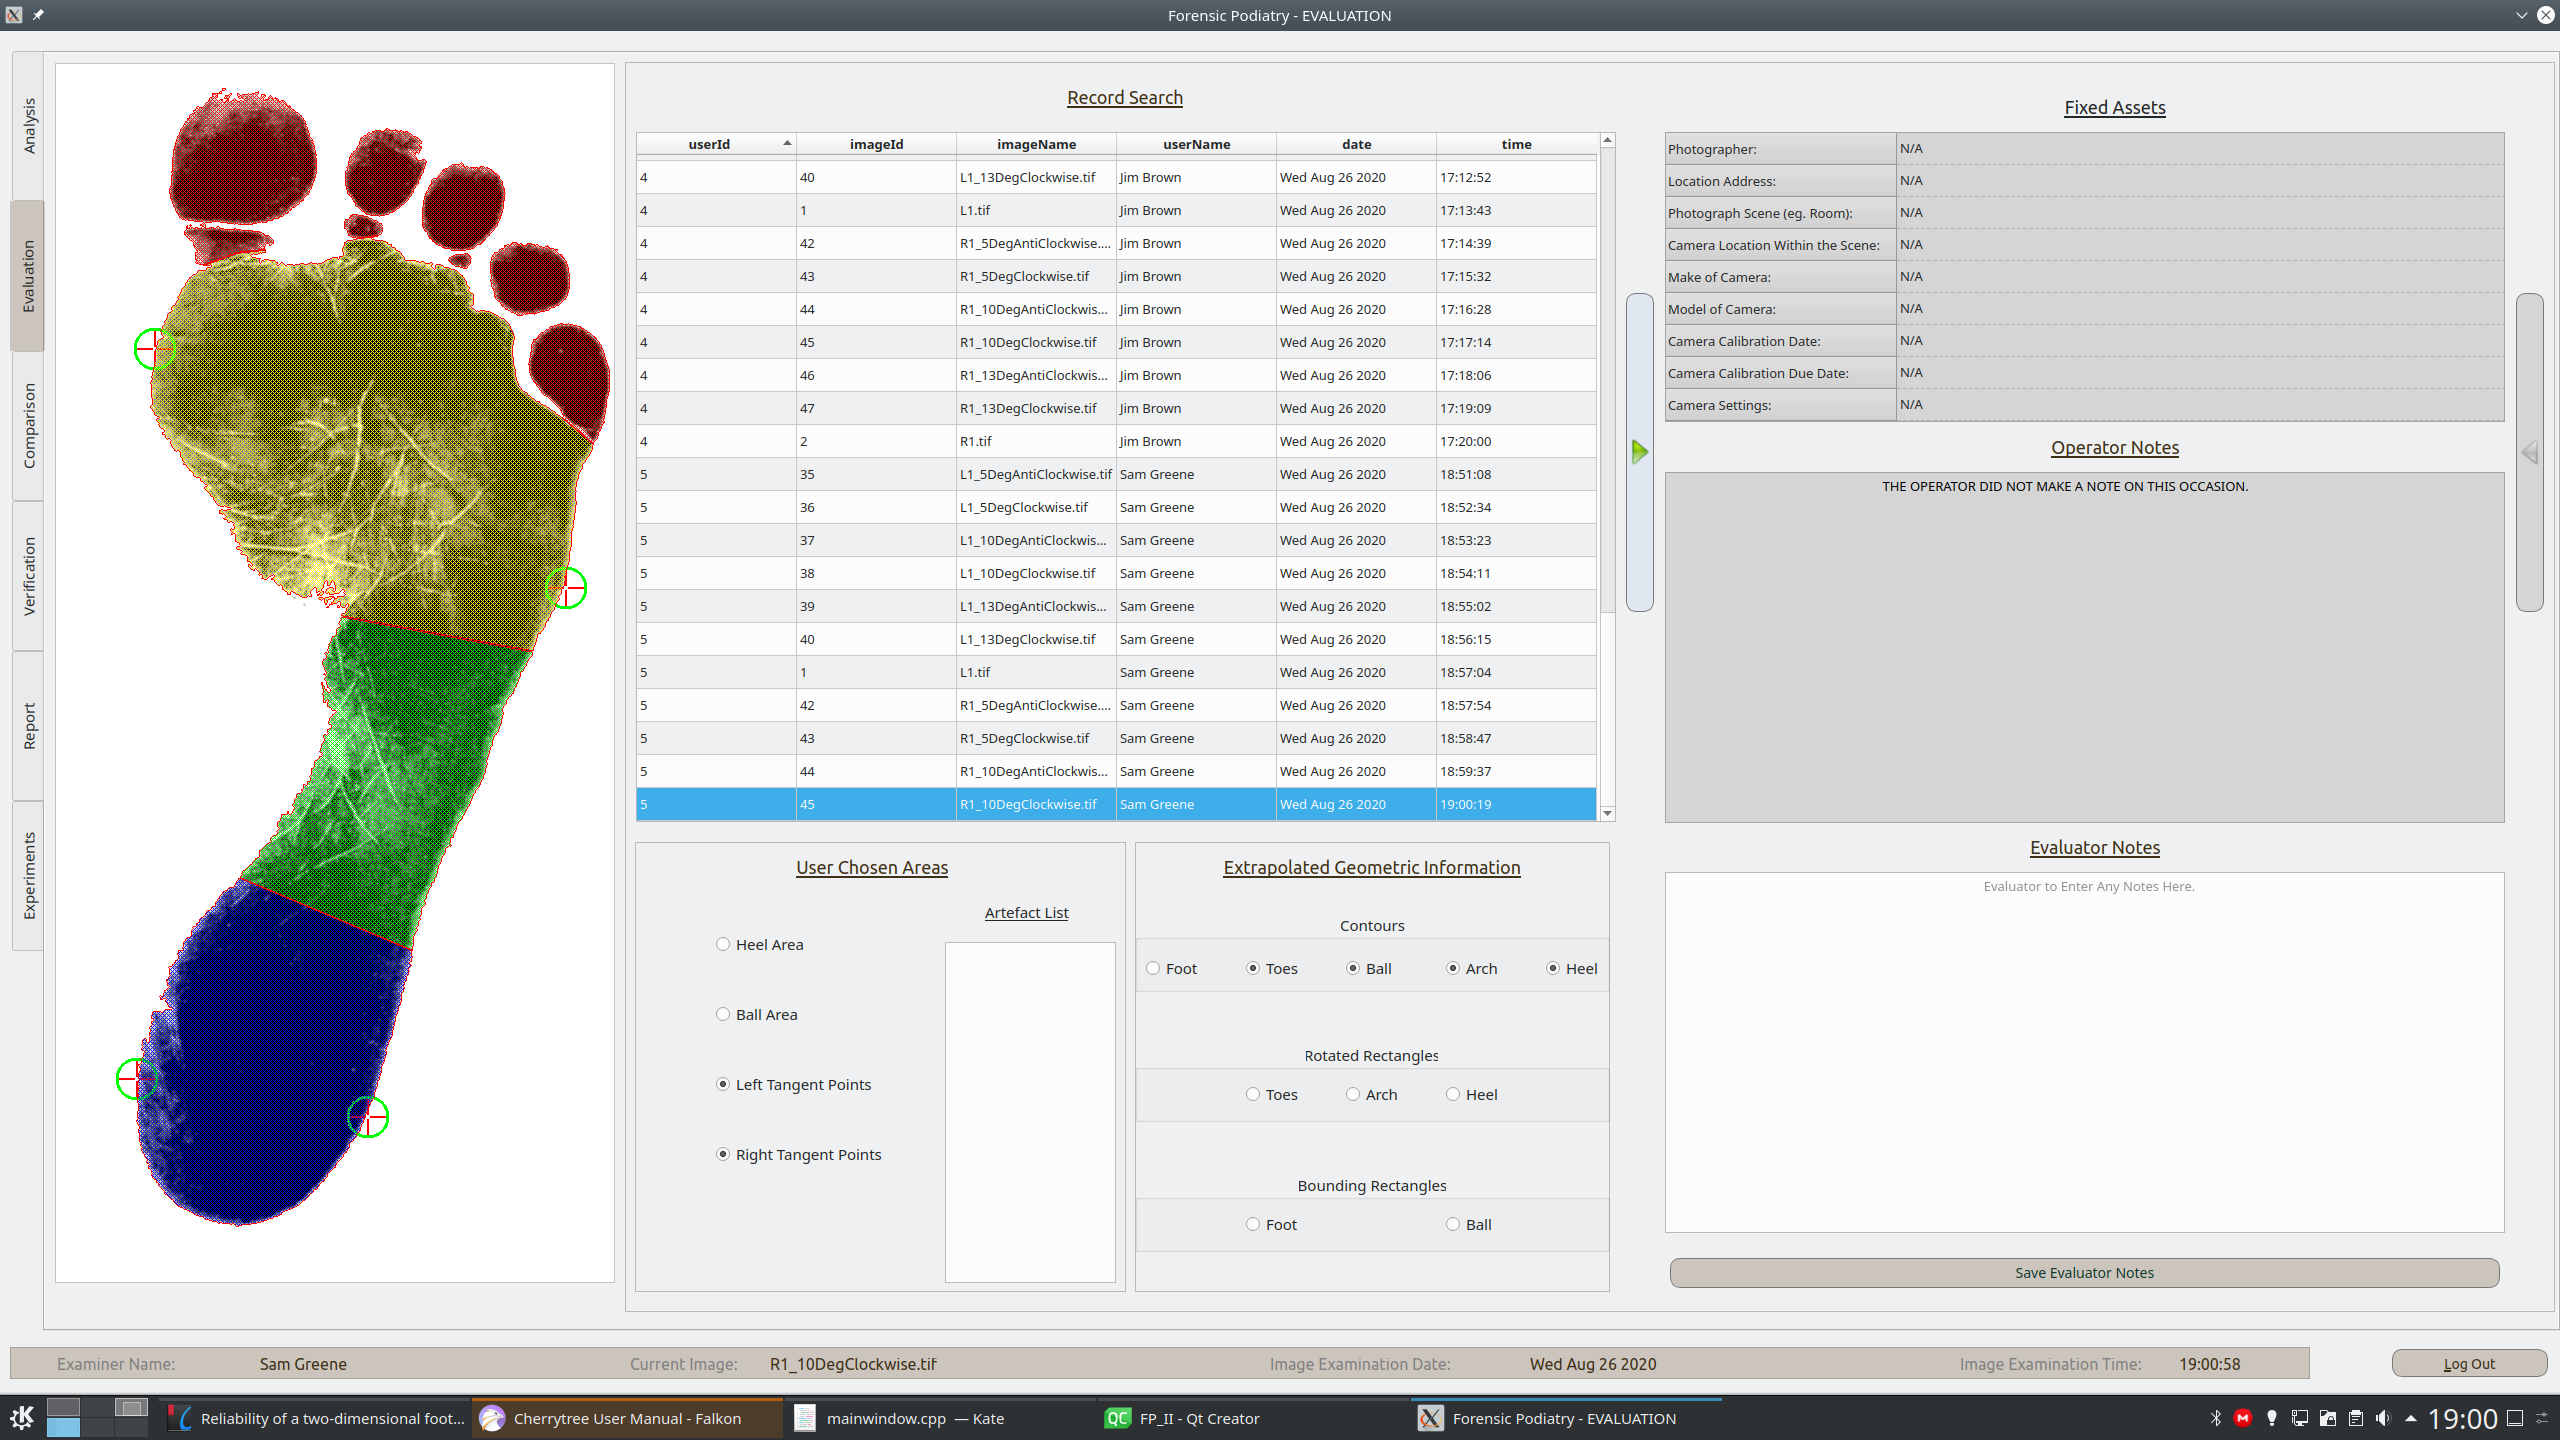 Forensic Podiatry - EVALUATION
Analysis
Evaluation
Comparison
Verification
Report
Experiments
Record Search
userId imageId imageName userName date time
4 40 L1_13DegClockwise.tif Jim Brown Wed Aug 26 2020 17:12:52
4 1 L1.tif Jim Brown Wed Aug 26 2020 17:13:43
4 42 R1_5DegAntiClockwise.... Jim Brown Wed Aug 26 2020 17:14:39
4 43 R1_5DegClockwise.tif Jim Brown Wed Aug 26 2020 17:15:32
4 44 R1_10DegAntiClockwis... Jim Brown Wed Aug 26 2020 17:16:28
4 45 R1_10DegClockwise.tif Jim Brown Wed Aug 26 2020 17:17:14
4 46 R1_13DegAntiClockwis... Jim Brown Wed Aug 26 2020 17:18:06
4 47 R1_13DegClockwise.tif Jim Brown Wed Aug 26 2020 17:19:09
4 2 R1.tif Jim Brown Wed Aug 26 2020 17:20:00
5 35 L1_5DegAntiClockwise.tif Sam Greene Wed Aug 26 2020 18:51:08
5 36 L1_5DegClockwise.tif Sam Greene Wed Aug 26 2020 18:52:34
5 37 L1_10DegAntiClockwis... Sam Greene Wed Aug 26 2020 18:53:23
5 38 L1_10DegClockwise.tif Sam Greene Wed Aug 26 2020 18:54:11
5 39 L1_13DegAntiClockwis... Sam Greene Wed Aug 26 2020 18:55:02
5 40 L1_13DegClockwise.tif Sam Greene Wed Aug 26 2020 18:56:15
5 1 L1.tif Sam Greene Wed Aug 26 2020 18:57:04
5 42 R1_5DegAntiClockwise.... Sam Greene Wed Aug 26 2020 18:57:54
5 43 R1_5DegClockwise.tif Sam Greene Wed Aug 26 2020 18:58:47
5 44 R1_10DegAntiClockwis... Sam Greene Wed Aug 26 2020 18:59:37
5 45 R1_10DegClockwise.tif Sam Greene Wed Aug 26 2020 19:00:19
User Chosen Areas
Artefact List
Heel Area
Ball Area
Left Tangent Points
Right Tangent Points
Extrapolated Geometric Information
Contours
Foot Toes Ball Arch Heel
Rotated Rectangles
Toes Arch Heel
Bounding Rectangles
Foot Ball
Fixed Assets
Photographer: N/A
Location Address: N/A
Photograph Scene (eg. Room): N/A
Camera Location Within the Scene: N/A
Make of Camera: N/A
Model of Camera: N/A
Camera Calibration Date: N/A
Camera Calibration Due Date: N/A
Camera Settings: N/A
Operator Notes
THE OPERATOR DID NOT MAKE A NOTE ON THIS OCCASION.
Evaluator Notes
Evaluator to Enter Any Notes Here.
Save Evaluator Notes
Examiner Name: Sam Greene Current Image: R1_10DegClockwise.tif Image Examination Date: Wed Aug 26 2020 Image Examination Time: 19:00:58
Log Out
Reliability of a two-dimensional foot... Cherrytree User Manual - Falkon mainwindow.cpp — Kate QC FP_II - Qt Creator Forensic Podiatry - EVALUATION 19:00